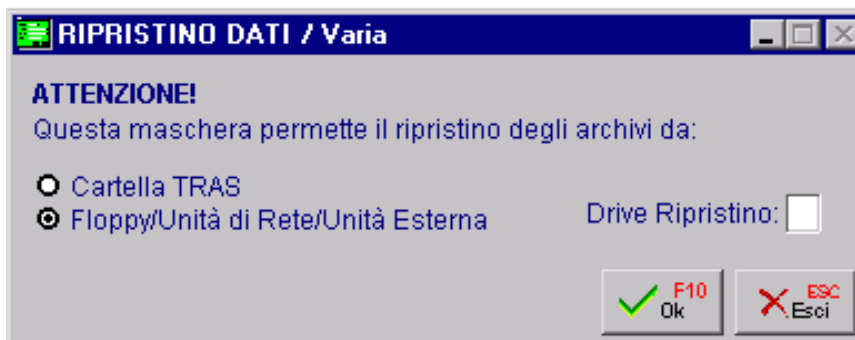 RIPRISTINO DATI / Varia
ATTENZIONE!
Questa maschera permette il ripristino degli archivi da:
Cartella TRAS
Floppy/Unità di Rete/Unità Esterna
Drive Ripristino:
F10
Ok
ESC
Esci